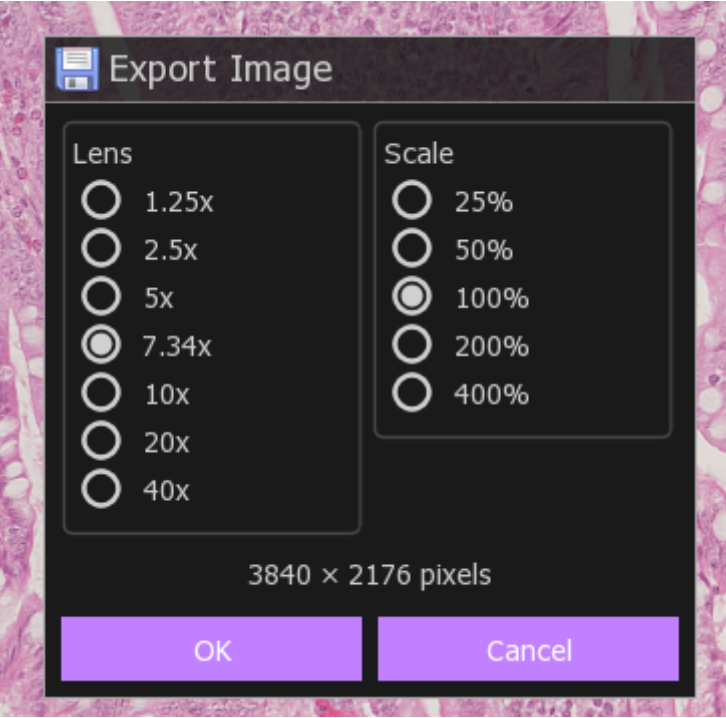 Export Image
Lens
1.25x
2.5x
5x
7.34x
10x
20x
40x
Scale
25%
50%
100%
200%
400%
3840 × 2176 pixels
OK
Cancel